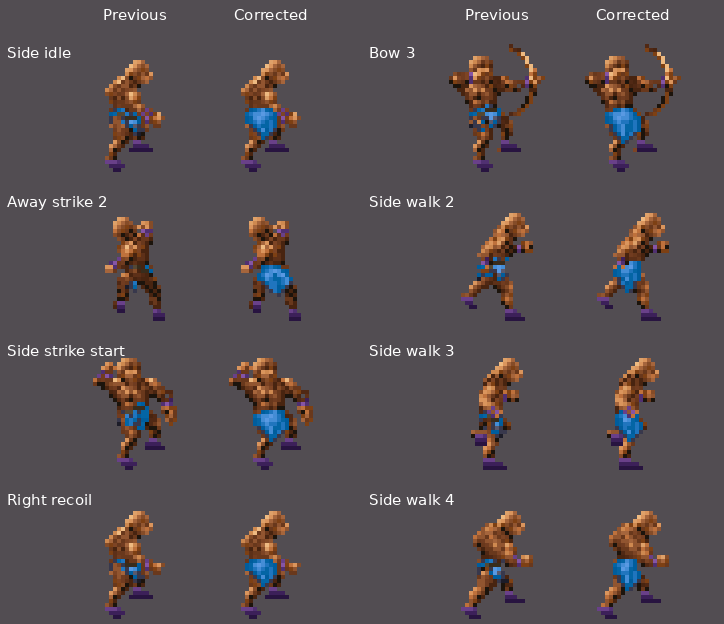 Previous Corrected Previous Corrected
Side idle Bow 3
Away strike 2 Side walk 2
Side strike start Side walk 3
Right recoil Side walk 4